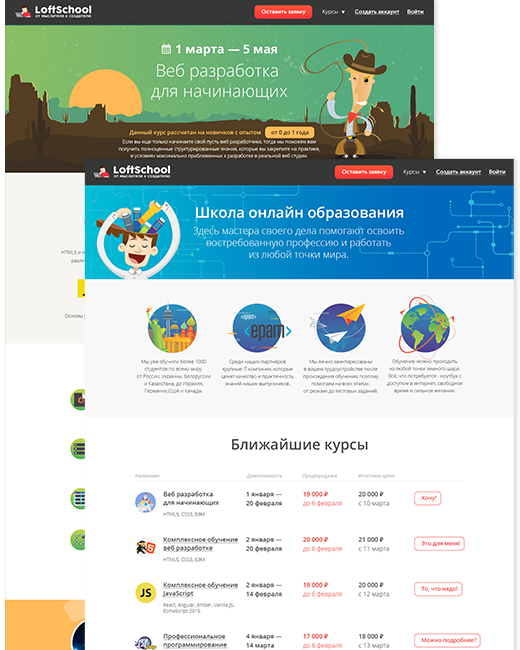 LoftSchool
от мыслителя к создателю
Оставить заявку
Курсы
Создать аккаунт
Войти
1 марта — 5 мая
Веб разработка
для начинающих
Данный курс рассчитан на новичков с опытом от 0 до 1 года
Если вы еще только начинаете свой путь веб разработчика, тогда мы поможем вам
получить полноценные структурированные знания, которые вы закрепите на практике,
в условиях максимально приближенных к разработке в реальной веб студии.
HTML5 и
Основы
LoftSchool
от мыслителя к создателю
Оставить заявку
Курсы
Создать аккаунт
Войти
Школа онлайн образования
Здесь мастера своего дела помогают освоить
востребованную профессию и работать
из любой точки мира.
<epam>
Мы уже обучили более 1000
студентов по всему миру:
от России, Украины, Белоруссии
и Казахстана, до Израиля,
Германии, США и Канады.
Среди наших партнёров
крупные IT компании, которые
ценят качество и практичность
знаний наших выпускников.
Мы лично заинтересованы
в вашем трудоустройстве после
прохождения обучения, поэтому
помогаем на всех этапах:
от резюме до тестовых заданий.
Обучение можно проходить
из любой точки земного шара.
Всё, что потребуется - ноутбук с
доступом в интернет, свободное
время и сильное желание.
Ближайшие курсы
Название
Длительность
Предпродажи
Итоговая цена
Веб разработка
для начинающих
HTML5, CSS3, БЭМ
1 января —
20 февраля
19 000 ₽
до 6 февраля
20 000 ₽
с 10 марта
Хочу!
Комплексное обучение
веб разработке
HTML5, CSS3, БЭМ
2 января —
20 февраля
20 000 ₽
до 6 февраля
21 000 ₽
с 11 марта
Это для меня!
JS
Комплексное обучение
JavaScript
React, Angular, Ember, Vanilla JS,
EcmaScript 2015
2 января —
14 февраля
19 000 ₽
до 6 февраля
20 000 ₽
с 12 марта
То, что надо!
Профессиональное
программирование
4 января —
14 марта
17 000 ₽
до 8 февраля
18 000 ₽
с 13 марта
Можно подробнее?